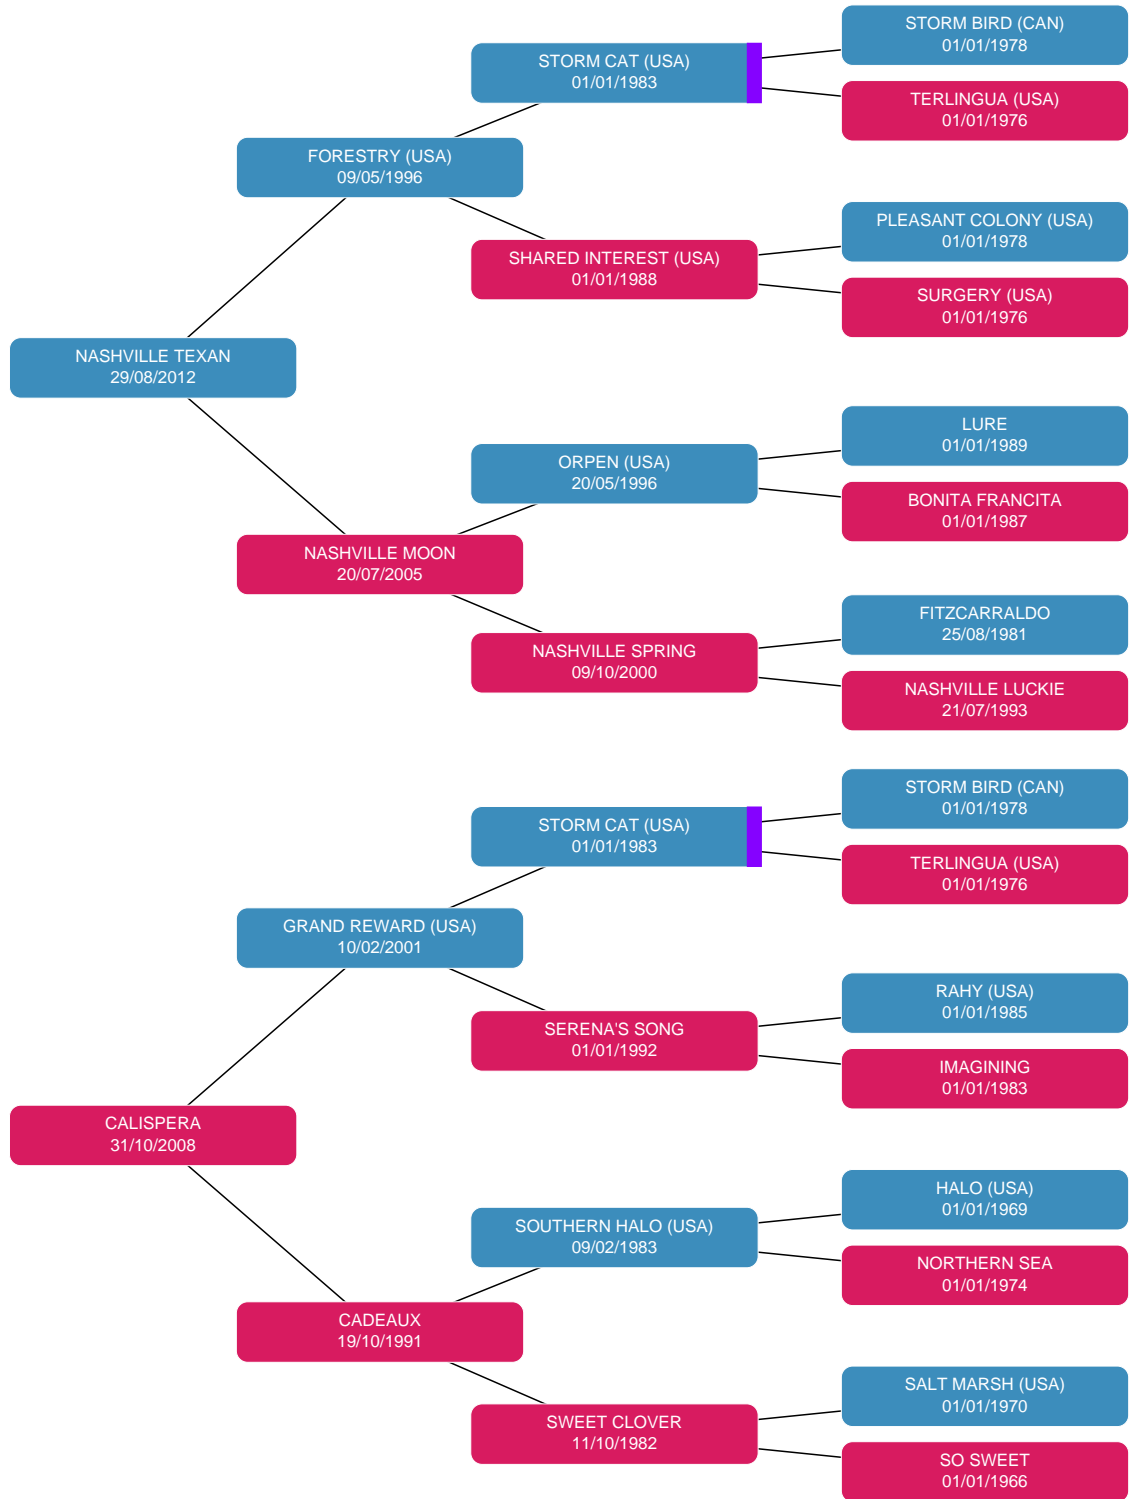 STORM BIRD (CAN)
01/01/1978
STORM CAT (USA)
01/01/1983
TERLINGUA (USA)
01/01/1976
FORESTRY (USA)
09/05/1996
PLEASANT COLONY (USA)
01/01/1978
SHARED INTEREST (USA)
01/01/1988
SURGERY (USA)
01/01/1976
NASHVILLE TEXAN
29/08/2012
LURE
01/01/1989
ORPEN (USA)
20/05/1996
BONITA FRANCITA
01/01/1987
NASHVILLE MOON
20/07/2005
FITZCARRALDO
25/08/1981
NASHVILLE SPRING
09/10/2000
NASHVILLE LUCKIE
21/07/1993
STORM BIRD (CAN)
01/01/1978
STORM CAT (USA)
01/01/1983
TERLINGUA (USA)
01/01/1976
GRAND REWARD (USA)
10/02/2001
RAHY (USA)
01/01/1985
SERENA'S SONG
01/01/1992
IMAGINING
01/01/1983
CALISPERA
31/10/2008
HALO (USA)
01/01/1969
SOUTHERN HALO (USA)
09/02/1983
NORTHERN SEA
01/01/1974
CADEAUX
19/10/1991
SALT MARSH (USA)
01/01/1970
SWEET CLOVER
11/10/1982
SO SWEET
01/01/1966